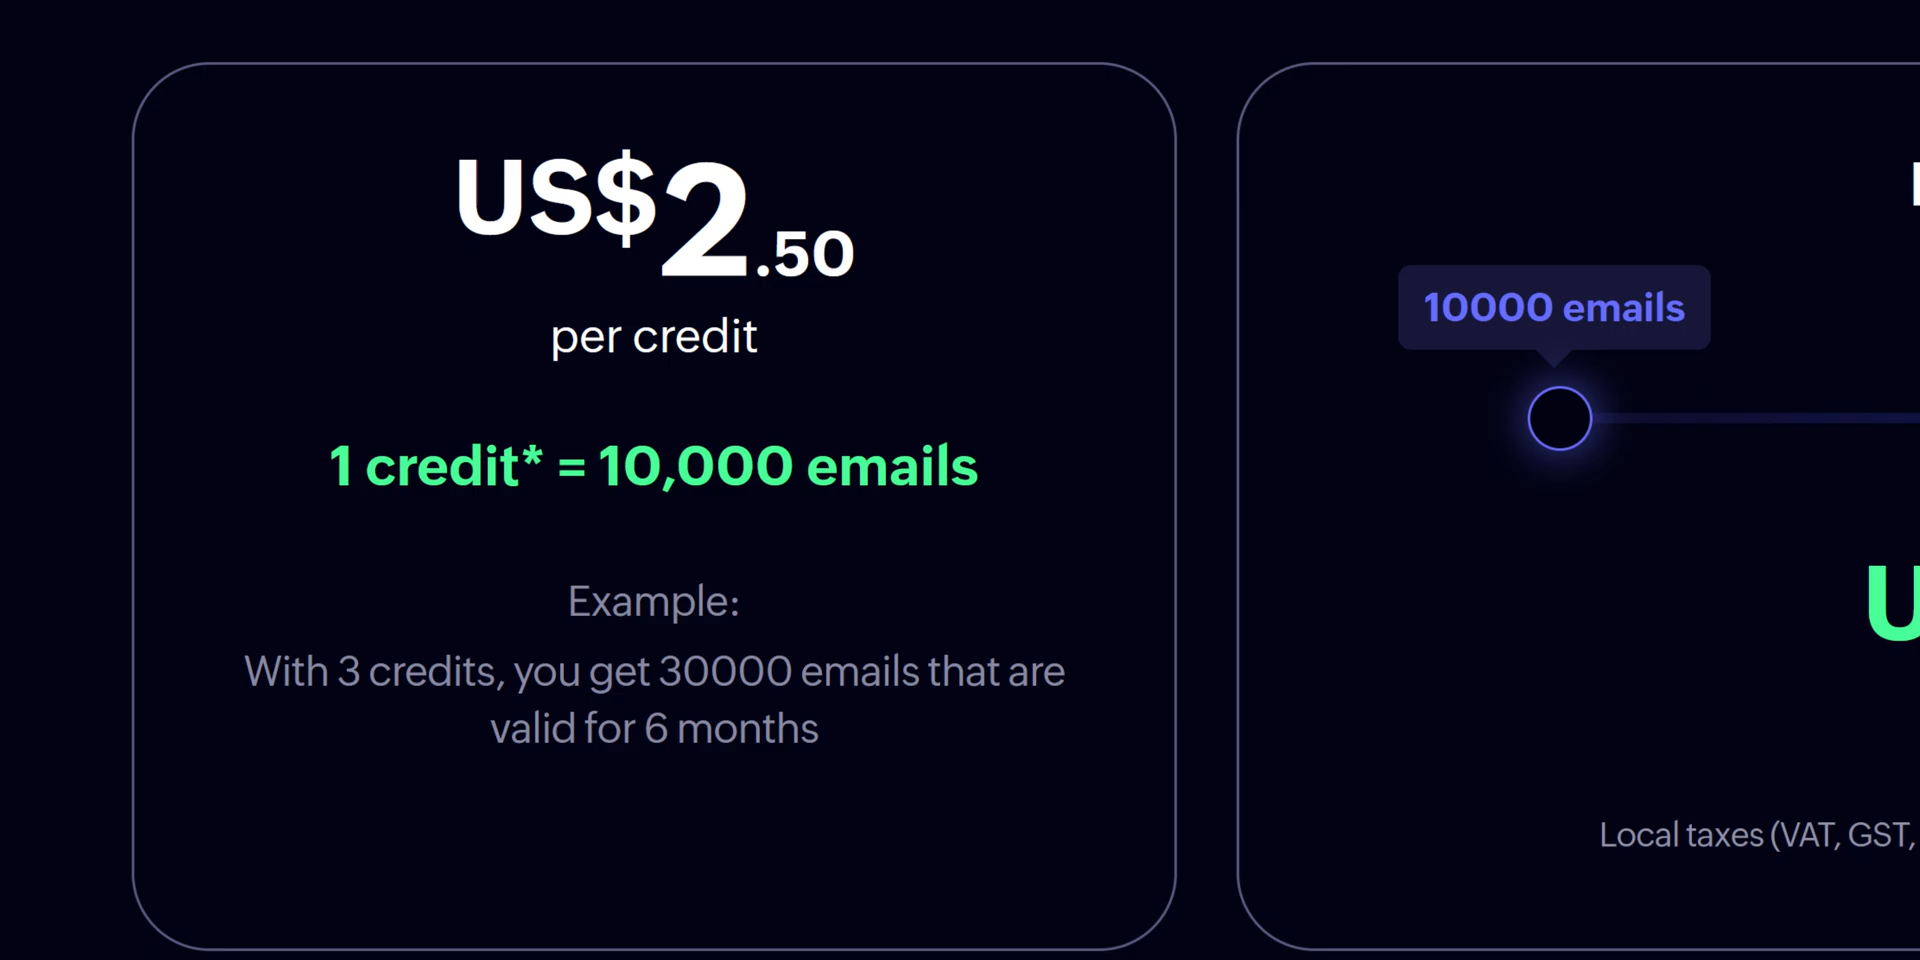 US$2.50
per credit
1 credit* = 10,000 emails
Example:
With 3 credits, you get 30000 emails that are
valid for 6 months
10000 emails
Local taxes (VAT, GST,